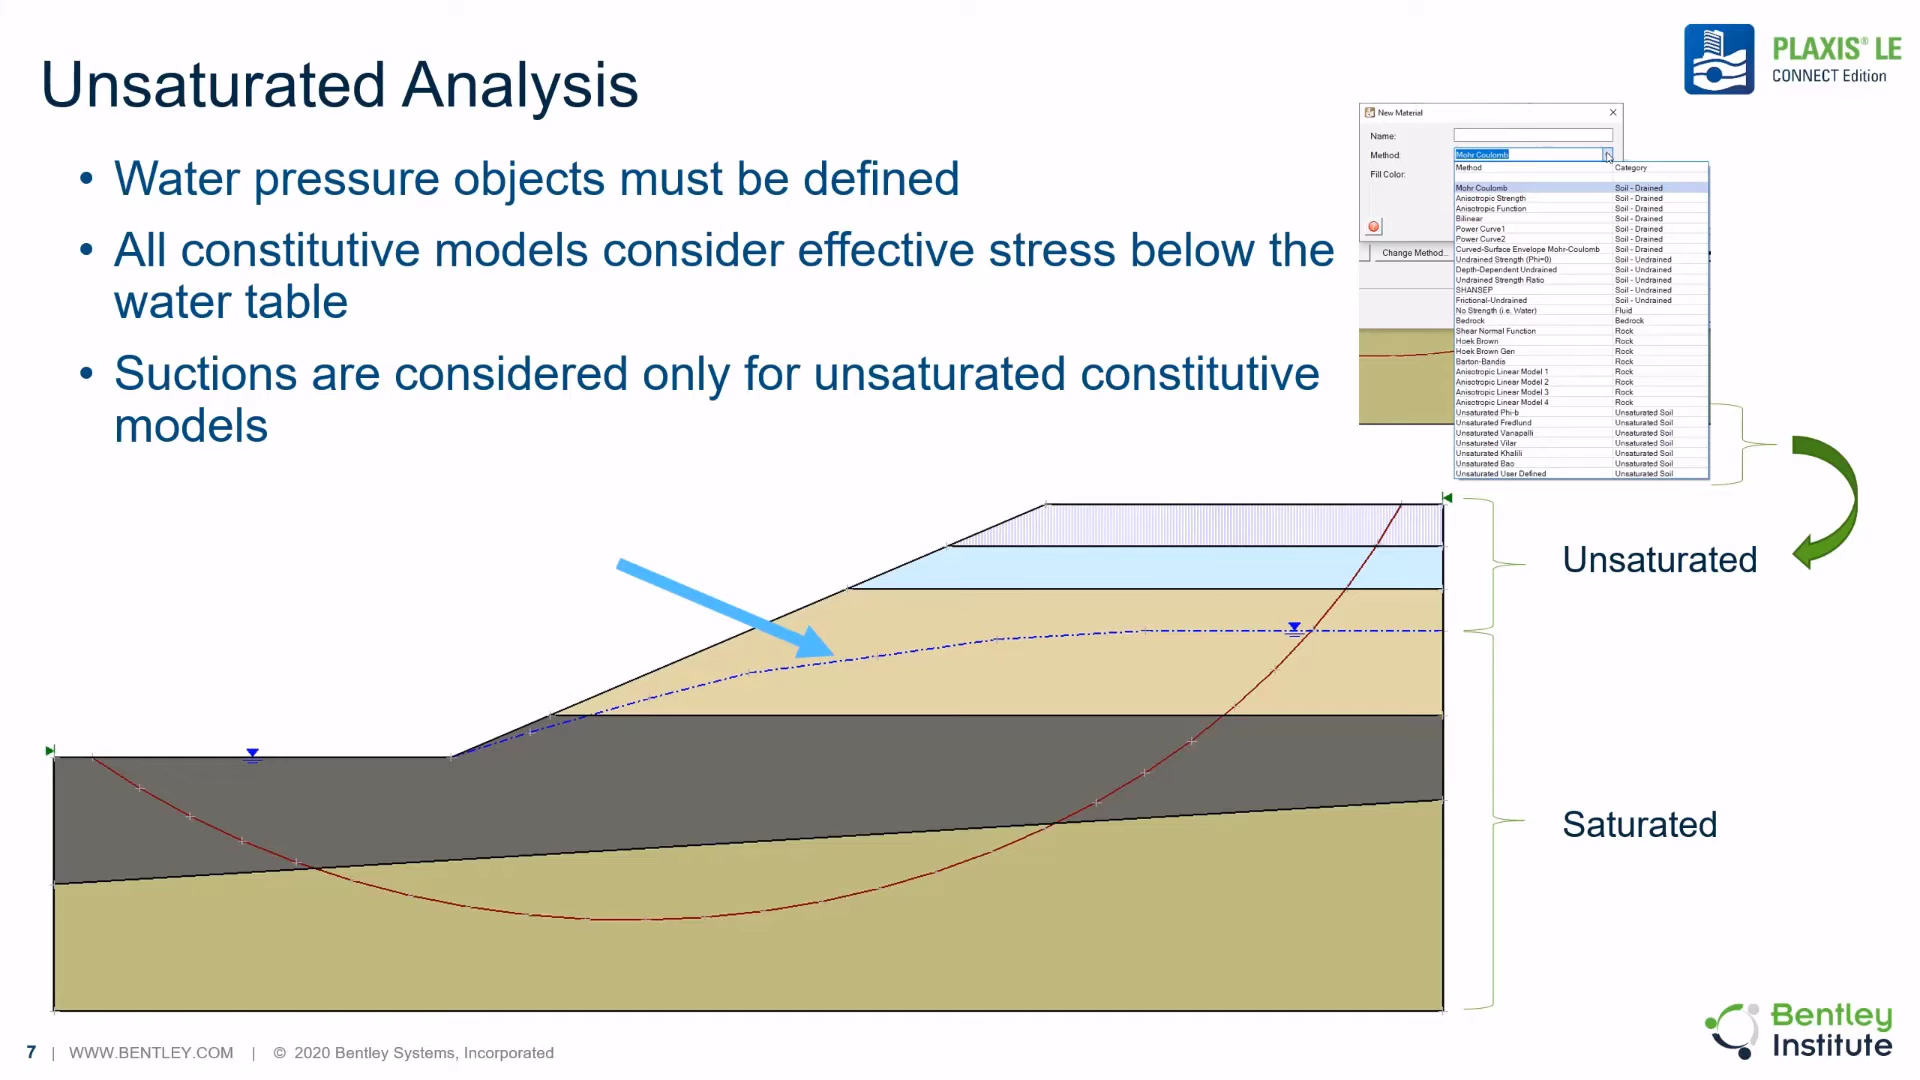 Unsaturated Analysis
PLAXIS® LE
CONNECT Edition
• Water pressure objects must be defined
• All constitutive models consider effective stress below the
water table
• Suctions are considered only for unsaturated constitutive
models
New Material
Name:
Method: Mohr Coulomb
Fill Color:
Change Method...
Method Category
Mohr Coulomb Soil - Drained
Anisotropic Strength Soil - Drained
Anisotropic Function Soil - Drained
Bilinear Soil - Drained
Power Curve1 Soil - Drained
Power Curve2 Soil - Drained
Curved-Surface Envelope Mohr-Coulomb Soil - Drained
Undrained Strength (Phi=0) Soil - Undrained
Depth-Dependent Undrained Soil - Undrained
Undrained Strength Ratio Soil - Undrained
SHANSEP Soil - Undrained
Frictional-Undrained Soil - Undrained
No Strength (i.e. Water) Fluid
Bedrock Bedrock
Shear Normal Function Rock
Hoek Brown Rock
Hoek Brown Gen Rock
Barton-Bandis Rock
Anisotropic Linear Model 1 Rock
Anisotropic Linear Model 2 Rock
Anisotropic Linear Model 3 Rock
Anisotropic Linear Model 4 Rock
Unsaturated Phi-b Unsaturated Soil
Unsaturated Fredlund Unsaturated Soil
Unsaturated Vanapalli Unsaturated Soil
Unsaturated Vilar Unsaturated Soil
Unsaturated Khalili Unsaturated Soil
Unsaturated Bao Unsaturated Soil
Unsaturated User Defined Unsaturated Soil
Unsaturated
Saturated
7 | WWW.BENTLEY.COM | © 2020 Bentley Systems, Incorporated
Bentley
Institute